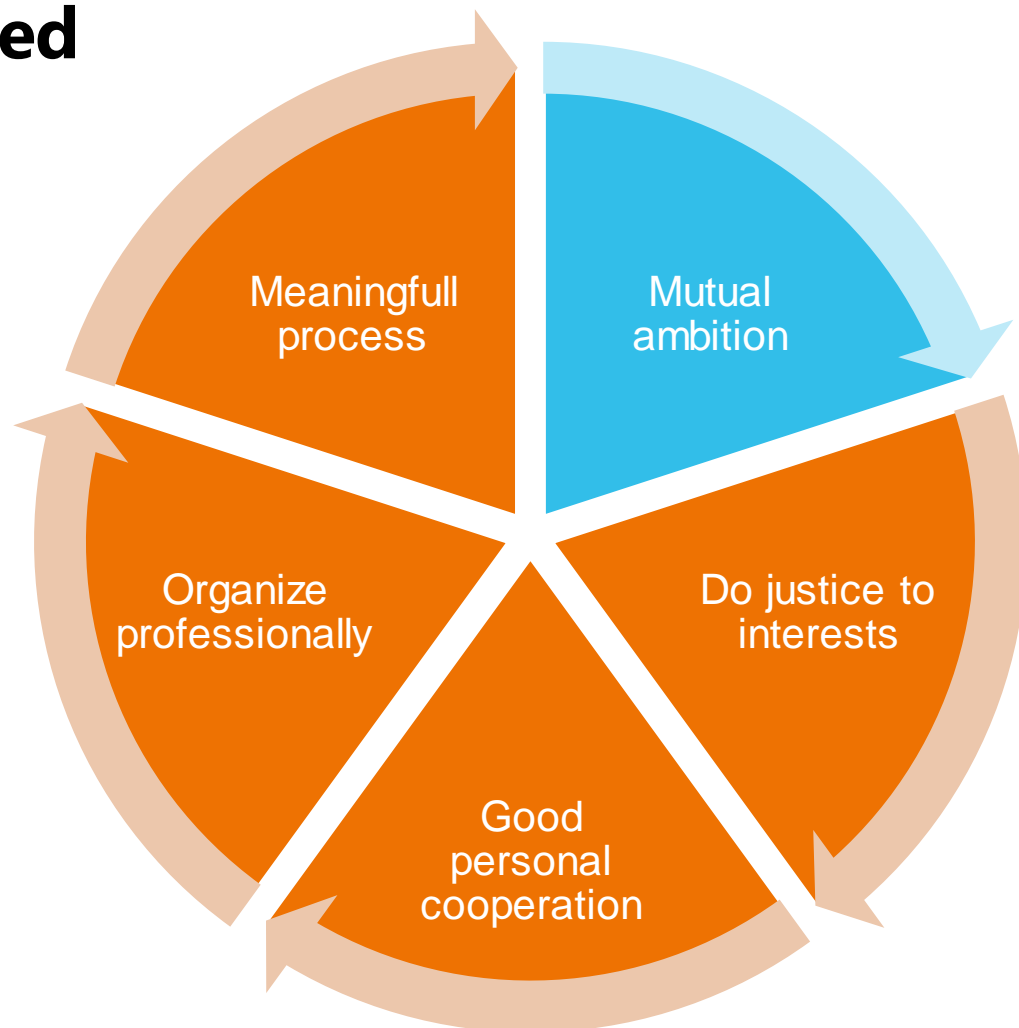 ed
Mutual
ambition
Do justice to
interests
Good
personal
cooperation
Organize
professionally
Meaningfull
process